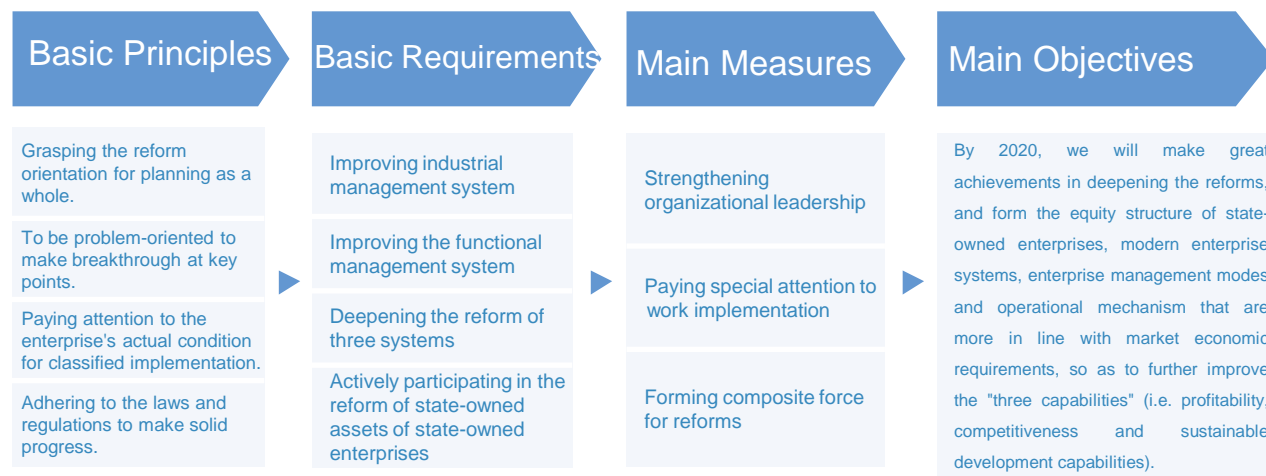 Basic Principles
Grasping the reform
orientation for planning as a
whole.
To be problem-oriented to
make breakthrough at key
points.
Paying attention to the
enterprise's actual condition
for classified implementation.
Adhering to the laws and
regulations to make solid
progress.
Basic Requirements
Improving industrial
management system
Improving the functional
management system
Deepening the reform of
three systems
Actively participating in the
reform of state-owned
assets of state-owned
enterprises
Main Measures
Strengthening
organizational leadership
Paying special attention to
work implementation
Forming composite force
for reforms
Main Objectives
By 2020, we will make great
achievements in deepening the reforms,
and form the equity structure of state-
owned enterprises, modern enterprise
systems, enterprise management modes
and operational mechanism that are
more in line with market economic
requirements, so as to further improve
the "three capabilities" (i.e. profitability,
competitiveness and sustainable
development capabilities).